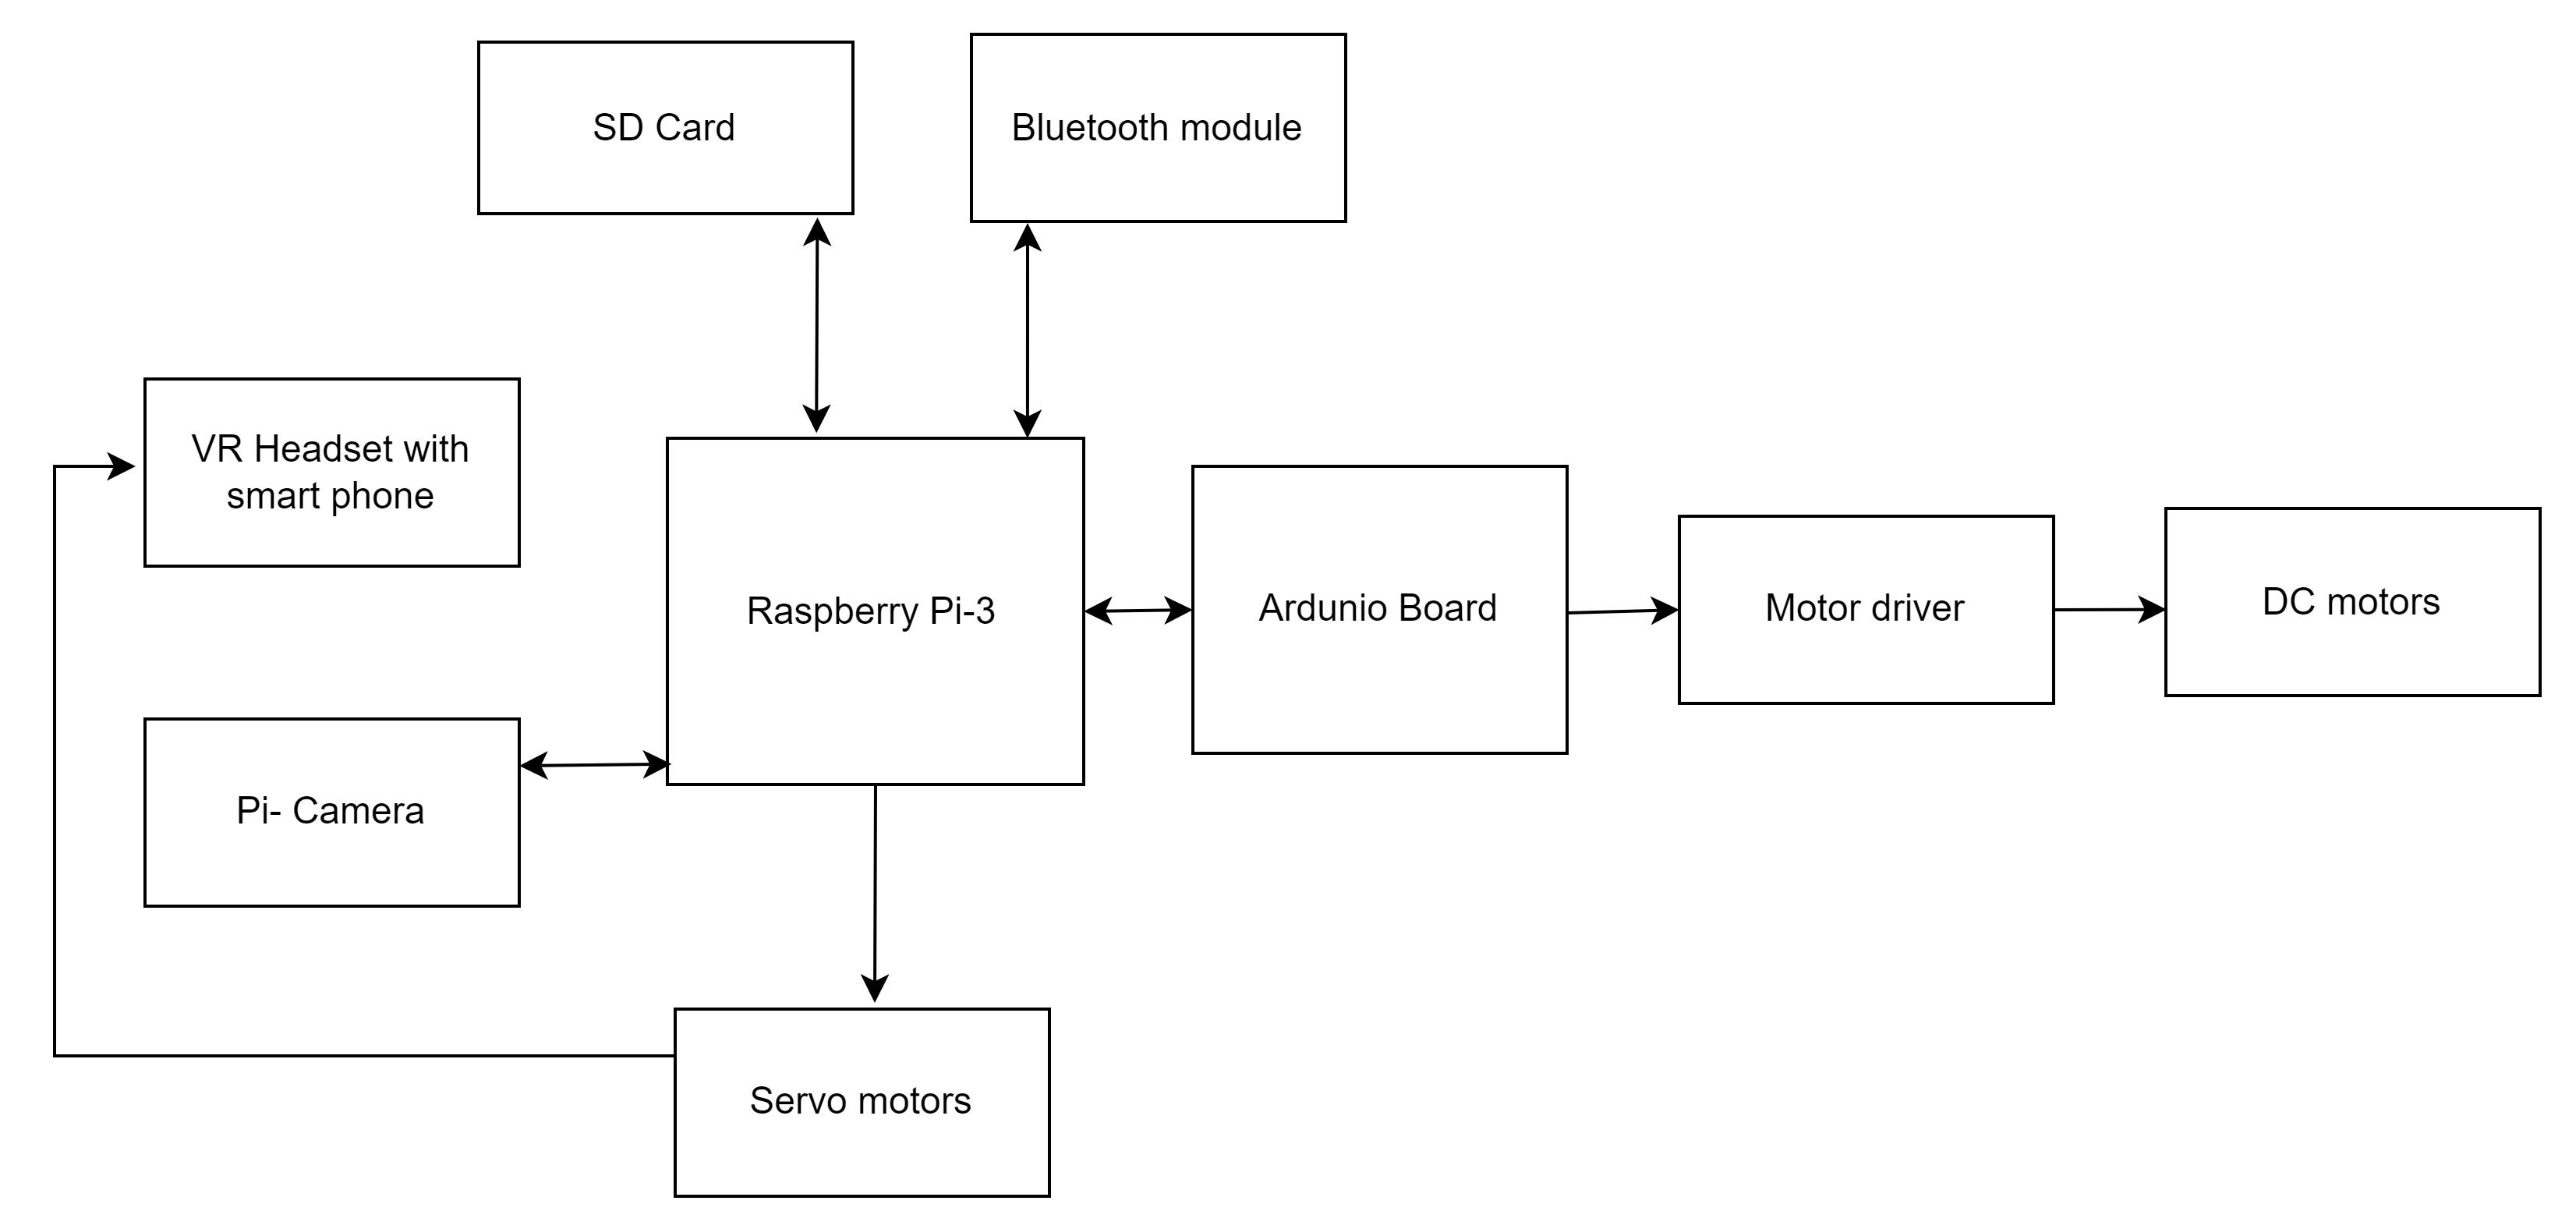 SD Card
Bluetooth module
VR Headset with
smart phone
Raspberry Pi-3
Ardunio Board
Motor driver
DC motors
Pi- Camera
Servo motors